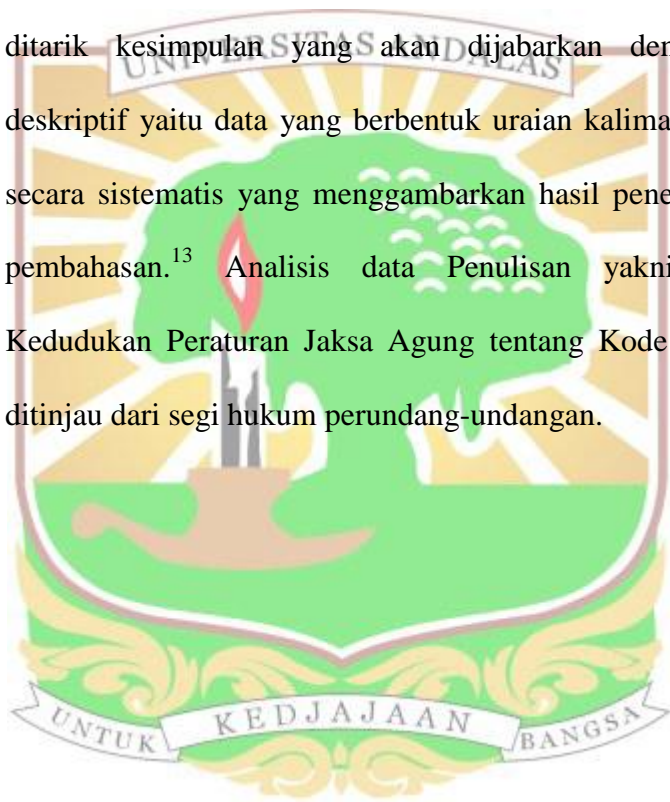 ditarik kesimpulan yang akan dijabarkan den
UNIVERSITAS ANDALAS
deskriptif yaitu data yang berbentuk uraian kalima
secara sistematis yang menggambarkan hasil pene
pembahasan.¹³ Analisis data Penulisan yakni
Kedudukan Peraturan Jaksa Agung tentang Kode
ditinjau dari segi hukum perundang-undangan.
UNTUK KEDJAJAAN BANGSA